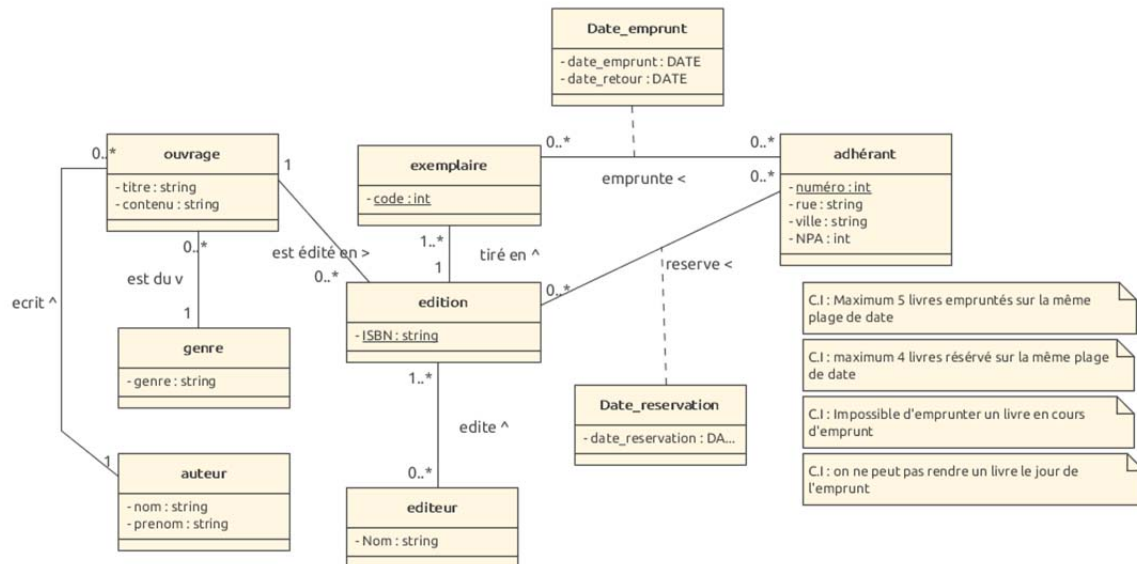 Date_emprunt
- date_emprunt : DATE
- date_retour : DATE
0..*
ouvrage
- titre : string
- contenu : string
1
exemplaire
- code : int
0..*
0..*
emprunte <
0..*
adhérant
- numéro : int
- rue : string
- ville : string
- NPA : int
0..*
est du v
1
est édité en >
0..*
1..*
1
tiré en ^
reserve <
0..*
ecrit ^
genre
- genre : string
edition
- ISBN : string
1..*
edite ^
0..*
Date_reservation
- date_reservation : DA...
C.I : Maximum 5 livres empruntés sur la même
plage de date
C.I : maximum 4 livres résérvé sur la même plage
de date
C.I : Impossible d'emprunter un livre en cours
d'emprunt
C.I : on ne peut pas rendre un livre le jour de
l'emprunt
1
auteur
- nom : string
- prenom : string
editeur
- Nom : string